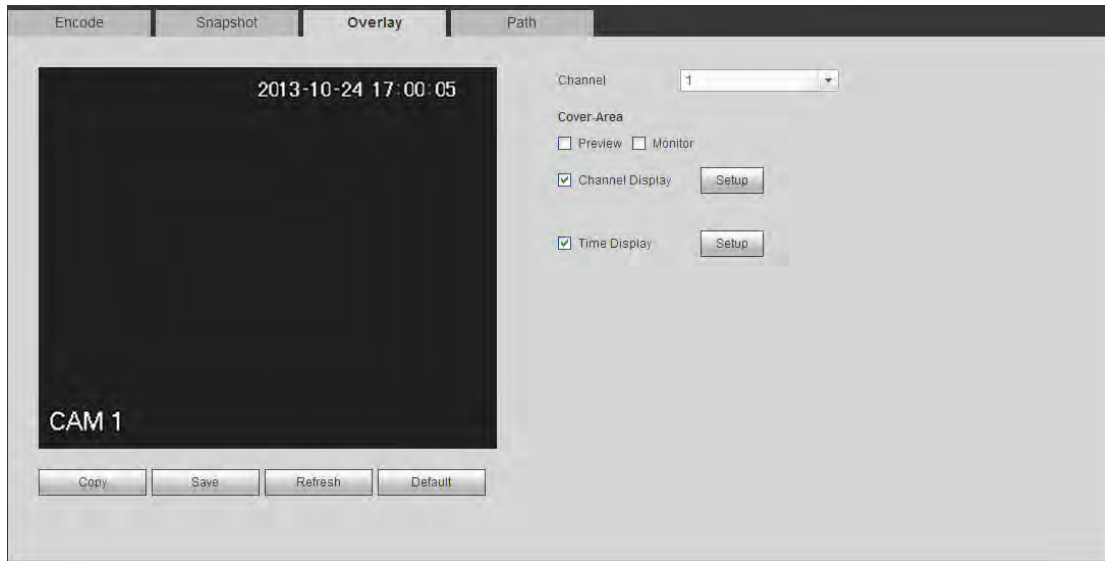 Encode Snapshot Overlay Path
2013-10-24 17:00:05
CAM 1
Copy Save Refresh Default
Channel 1
Cover-Area
Preview Monitor
Channel Display Setup
Time Display Setup